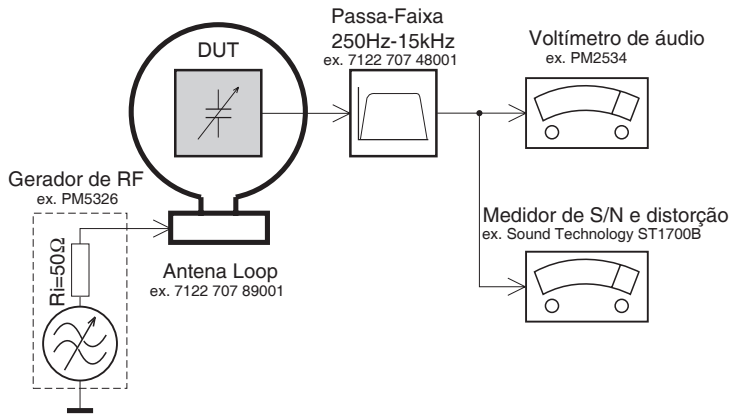 Passa-Faixa
250Hz-15kHz
ex. 7122 707 48001
DUT
Voltímetro de áudio
ex. PM2534
Gerador de RF
ex. PM5326
Ri=50Ω
Antena Loop
ex. 7122 707 89001
Medidor de S/N e distorção
ex. Sound Technology ST1700B